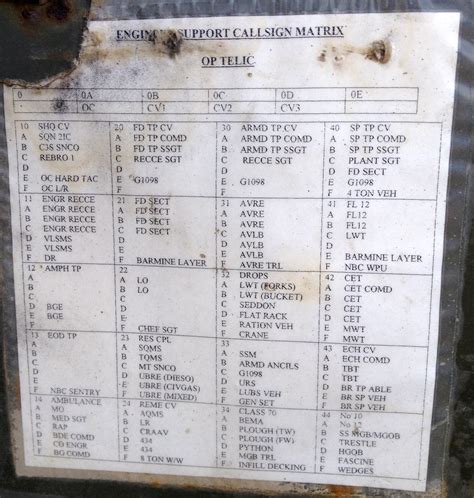 ENGIN SUPPORT CALLSIGN MATRIX
OP TELIC
0 0A 0B 0C 0D 0E
OC CV1 CV2 CV3
10 SHQ CV
A SQN 2IC
B C3S SNCO
C REBRO 1
D
E OC HARD TAC
F OC L/R
20 FD TP CV
A FD TP COMD
B FD TP SSGT
C RECCE SGT
D
E G1098
F
30 ARMD TP CV
A ARMD TP COMD
B ARMD TP SSGT
C RECCE SGT
D
E G1098
F
40 SP TP CV
A SP TP COMD
B SP TP SSGT
C PLANT SGT
D FD SECT
E G1098
F 4 TON VEH
11 ENGR RECCE
A ENGR RECCE
B ENGR RECCE
C
D VLSMS
E VLSMS
F DR
21 FD SECT
A FD SECT
B FD SECT
C FD SECT
D
E
F BARMINE LAYER
31 AVRE
A AVRE
B AVRE
C AVLB
D AVLB
E AVLB
F AVRE TRL
41 FL 12
A FL12
B FL12
C LWT
D
E BARMINE LAYER
F NBC WPU
12 AMPH TP
A
B
C
D BGE
E BGE
F
22
A LO
B LO
C
D
E
F CHEF SGT
32 DROPS
A LWT (FORKS)
B LWT (BUCKET)
C SEDDON
D FLAT RACK
E RATION VEH
F CRANE
42 CET
A CET COMD
B CET
C CET
D CET
E MWT
F MWT
13 EOD TP
A
B
C
D
E
F NBC SENTRY
23 RES CPL
A SQMS
B TQMS
C MT SNCO
D UBRE (DIESO)
E UBRE (CIVGAS)
F UBRE (MIXED)
33
A SSM
B ARMD ANCILS
C G1098
D URS
E LUBS VEH
F GEN SET
43 ECH CV
A ECH COMD
B TBT
C TBT
D BR TP ABLE
E BR SP VEH
F BR SP VEH
14 AMBULANCE
A MO
B MED SGT
C RAP
D BDE COMD
E CD ENGR
F BG COMD
24 REME CV
A AQMS
B LR
C CRAAV
D 434
E 434
F 8 TON W/W
34 CLASS 70
A BEMA
B PLOUGH (TW)
C PLOUGH (FW)
D PYTHON
E MGB TRL
F INFILL DECKING
44 No 10
A No 12
B SS MGB/MGOB
C TRESTLE
D HGOB
E FASCINE
F WEDGES